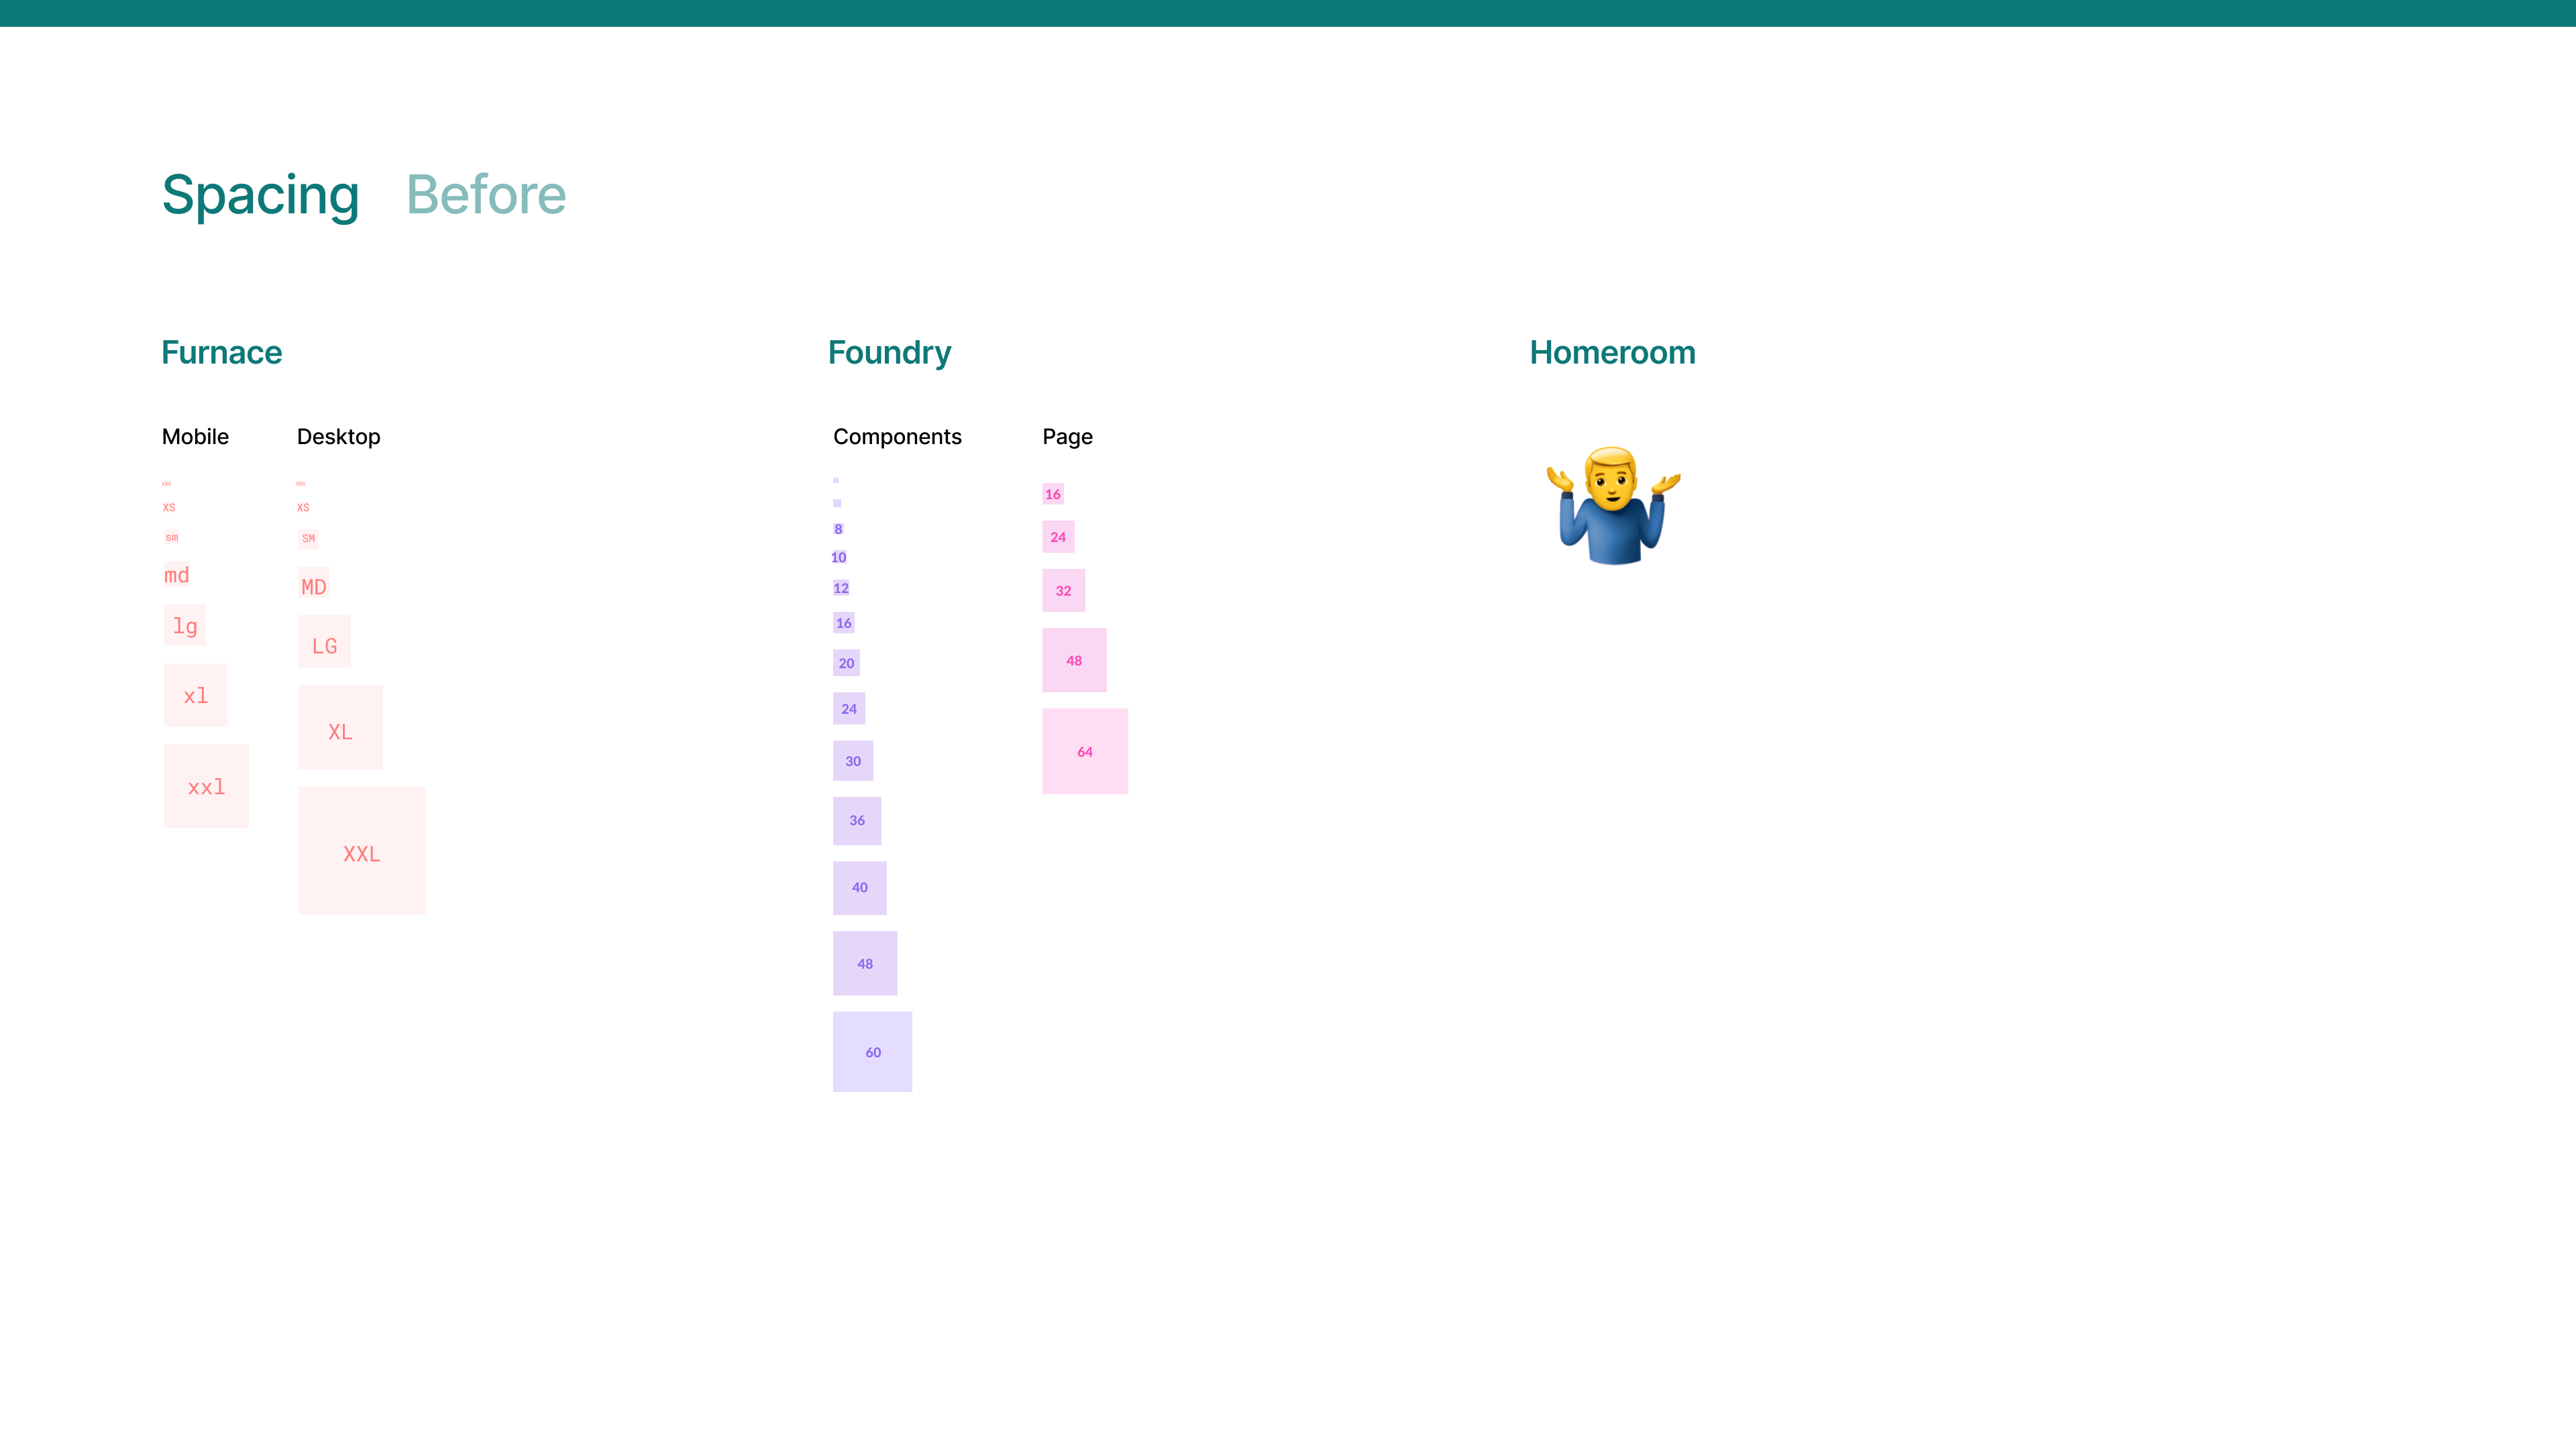 Spacing Before
Furnace
Mobile
xxs
xs
sm
md
lg
xl
xxl
Desktop
XXS
XS
SM
MD
LG
XL
XXL
Foundry
Components
8
10
12
16
20
24
30
36
40
48
60
Page
16
24
32
48
64
Homeroom